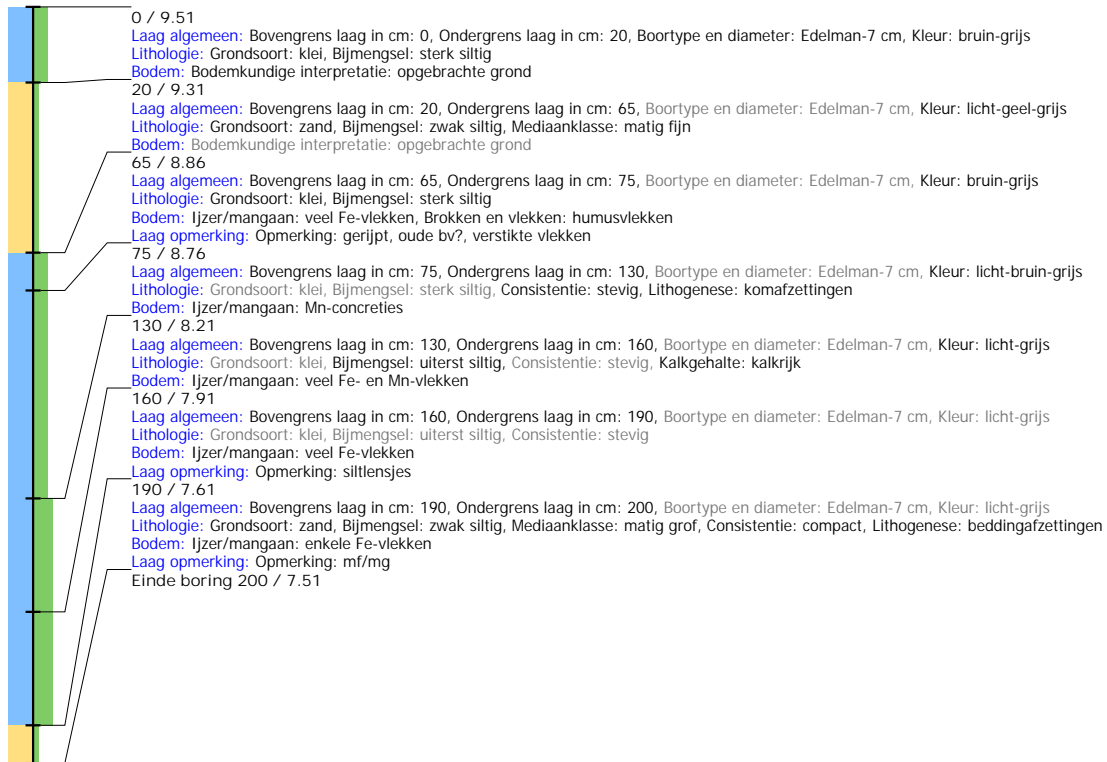 0 / 9.51
Laag algemeen: Bovengrens laag in cm: 0, Ondergrens laag in cm: 20, Boortype en diameter: Edelman-7 cm, Kleur: bruin-grijs
Lithologie: Grondsoort: klei, Bijmengsel: sterk siltig
Bodem: Bodemkundige interpretatie: opgebrachte grond
20 / 9.31
Laag algemeen: Bovengrens laag in cm: 20, Ondergrens laag in cm: 65, Boortype en diameter: Edelman-7 cm, Kleur: licht-geel-grijs
Lithologie: Grondsoort: zand, Bijmengsel: zwak siltig, Mediaanklasse: matig fijn
Bodem: Bodemkundige interpretatie: opgebrachte grond
65 / 8.86
Laag algemeen: Bovengrens laag in cm: 65, Ondergrens laag in cm: 75, Boortype en diameter: Edelman-7 cm, Kleur: bruin-grijs
Lithologie: Grondsoort: klei, Bijmengsel: sterk siltig
Bodem: Ijzer/mangaan: veel Fe-vlekken, Brokken en vlekken: humusvlekken
Laag opmerking: Opmerking: gerijpt, oude bv?, verstikte vlekken
75 / 8.76
Laag algemeen: Bovengrens laag in cm: 75, Ondergrens laag in cm: 130, Boortype en diameter: Edelman-7 cm, Kleur: licht-bruin-grijs
Lithologie: Grondsoort: klei, Bijmengsel: sterk siltig, Consistentie: stevig, Lithogenese: komafzettingen
Bodem: Ijzer/mangaan: Mn-concreties
130 / 8.21
Laag algemeen: Bovengrens laag in cm: 130, Ondergrens laag in cm: 160, Boortype en diameter: Edelman-7 cm, Kleur: licht-grijs
Lithologie: Grondsoort: klei, Bijmengsel: uiterst siltig, Consistentie: stevig, Kalkgehalte: kalkrijk
Bodem: Ijzer/mangaan: veel Fe- en Mn-vlekken
160 / 7.91
Laag algemeen: Bovengrens laag in cm: 160, Ondergrens laag in cm: 190, Boortype en diameter: Edelman-7 cm, Kleur: licht-grijs
Lithologie: Grondsoort: klei, Bijmengsel: uiterst siltig, Consistentie: stevig
Bodem: Ijzer/mangaan: veel Fe-vlekken
Laag opmerking: Opmerking: siltlensjes
190 / 7.61
Laag algemeen: Bovengrens laag in cm: 190, Ondergrens laag in cm: 200, Boortype en diameter: Edelman-7 cm, Kleur: licht-grijs
Lithologie: Grondsoort: zand, Bijmengsel: zwak siltig, Mediaanklasse: matig grof, Consistentie: compact, Lithogenese: beddingafzettingen
Bodem: Ijzer/mangaan: enkele Fe-vlekken
Laag opmerking: Opmerking: mf/mg
Einde boring 200 / 7.51